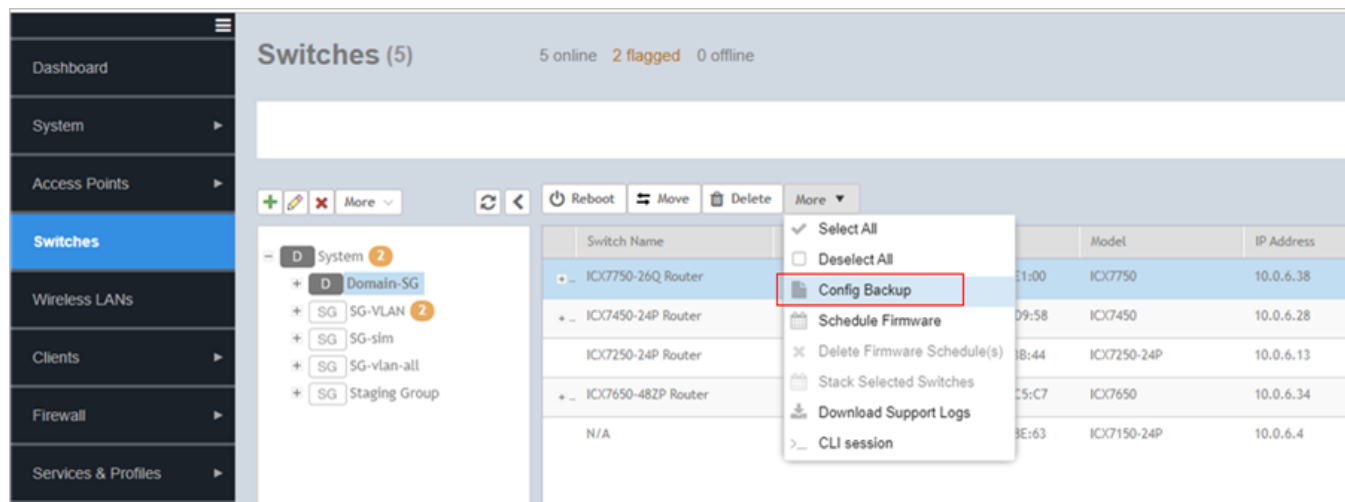 Switches (5) 5 online 2 flagged 0 offline
Dashboard
System
Access Points
Switches
Wireless LANs
Clients
Firewall
Services & Profiles
More
D System 2
D Domain-SG
SG SG-VLAN 2
SG SG-sim
SG SG-vlan-all
SG Staging Group
Reboot Move Delete More
Select All
Deselect All
Config Backup
Schedule Firmware
Delete Firmware Schedule(s)
Stack Selected Switches
Download Support Logs
CLI session
Switch Name Model IP Address
ICX7750-26Q Router E1:00 ICX7750 10.0.6.38
ICX7450-24P Router 09:58 ICX7450 10.0.6.28
ICX7250-24P Router 3B:44 ICX7250-24P 10.0.6.13
ICX7650-48ZP Router C5:C7 ICX7650 10.0.6.34
N/A 3E:63 ICX7150-24P 10.0.6.4